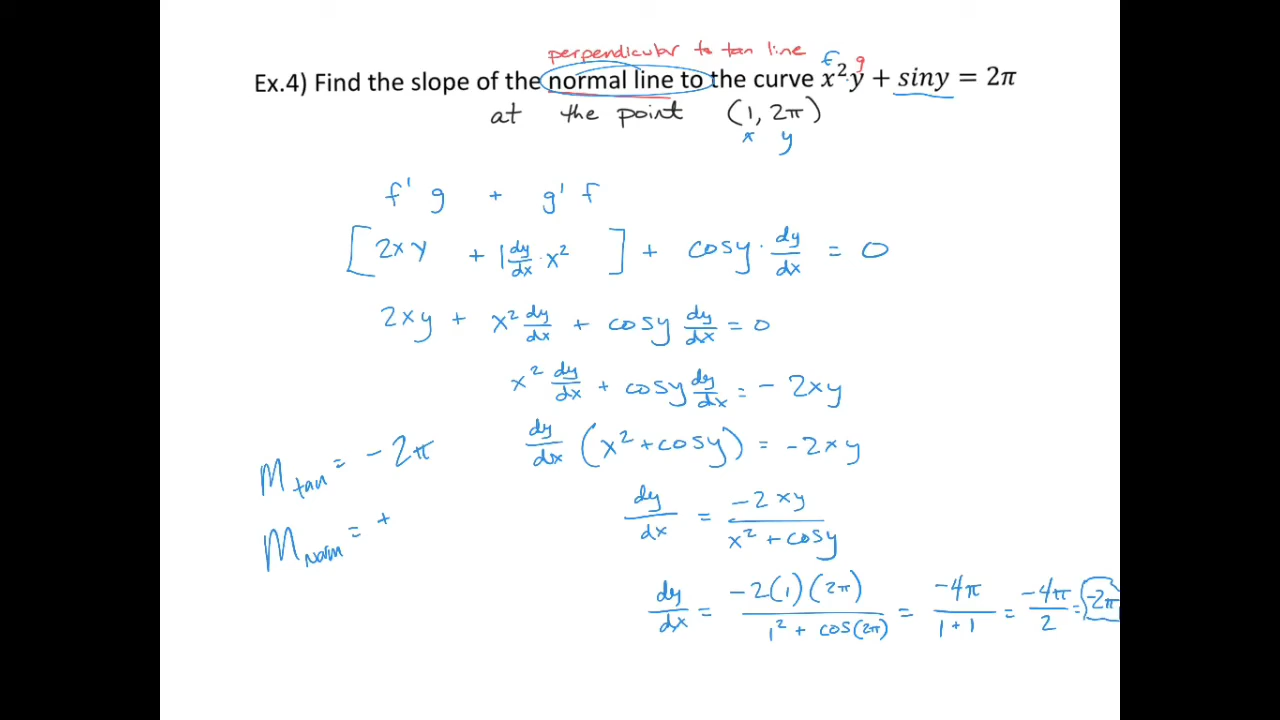 perpendicular to tan line
f g
Ex.4) Find the slope of the normal line to the curve x²·y + siny = 2π
at the point (1, 2π)
x y
f' g + g' f
[2xy + 1 dy/dx · x²] + cosy · dy/dx = 0
2xy + x² dy/dx + cosy dy/dx = 0
x² dy/dx + cosy dy/dx = - 2xy
dy/dx (x² + cosy) = -2xy
m tan = -2π
dy/dx = -2xy / x² + cosy
m norm = +
dy/dx = -2(1)(2π) / 1² + cos(2π) = -4π / 1+1 = -4π / 2 = -2π